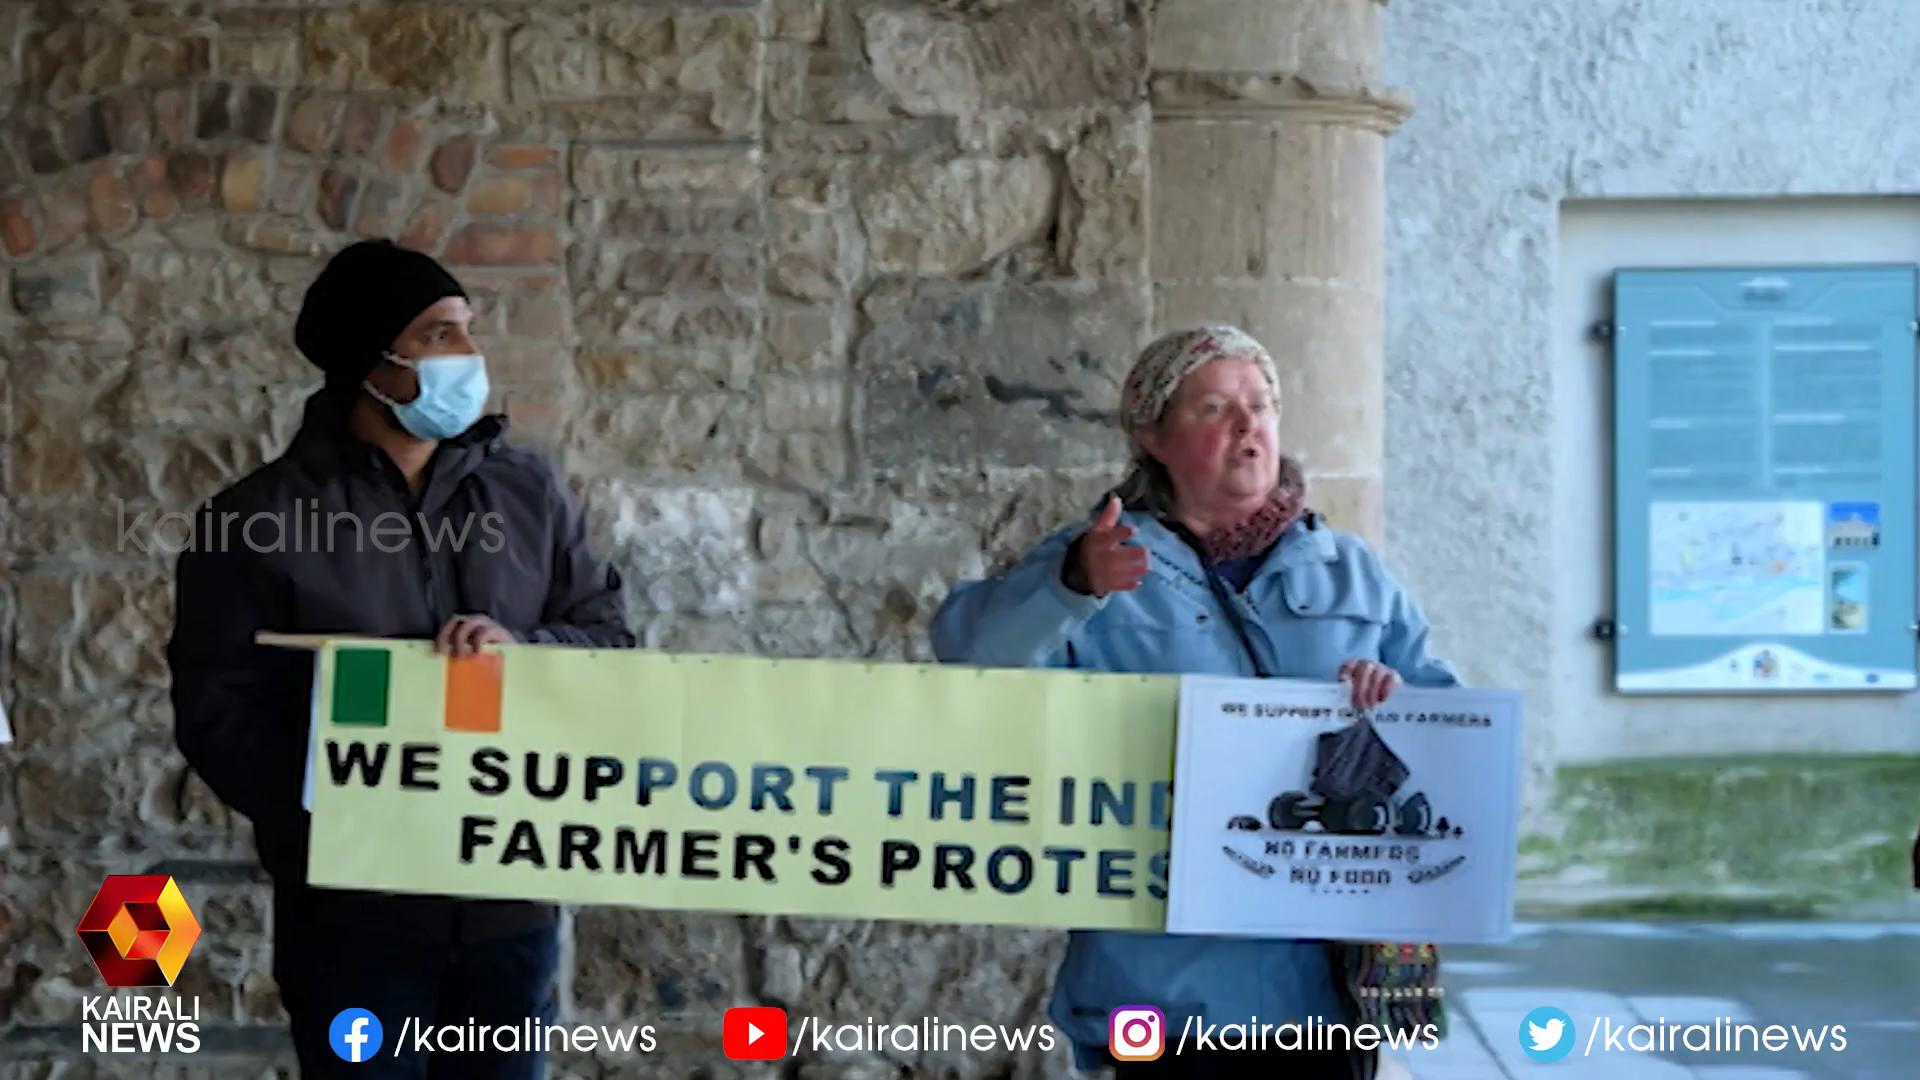 kairalinews
WE SUPPORT THE IND
FARMER'S PROTES
WE SUPPORT FARMERS
NO FARMERS
NO FOOD
KAIRALI
NEWS
/kairalinews
/kairalinews
/kairalinews
/kairalinews